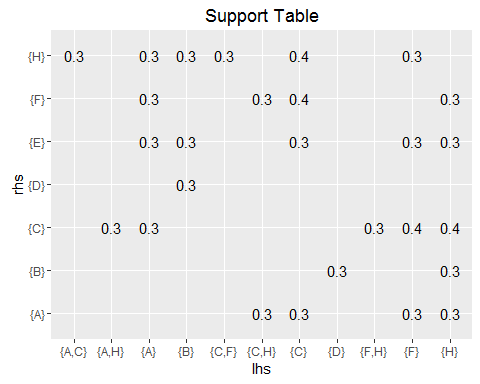 Support Table
rhs
{H} 0.3 0.3 0.3 0.3 0.4 0.3
{F} 0.3 0.3 0.4 0.3
{E} 0.3 0.3 0.3 0.3 0.3
{D} 0.3
{C} 0.3 0.3 0.3 0.4 0.4
{B} 0.3 0.3
{A} 0.3 0.3 0.3 0.3
{A,C} {A,H} {A} {B} {C,F} {C,H} {C} {D} {F,H} {F} {H}
lhs